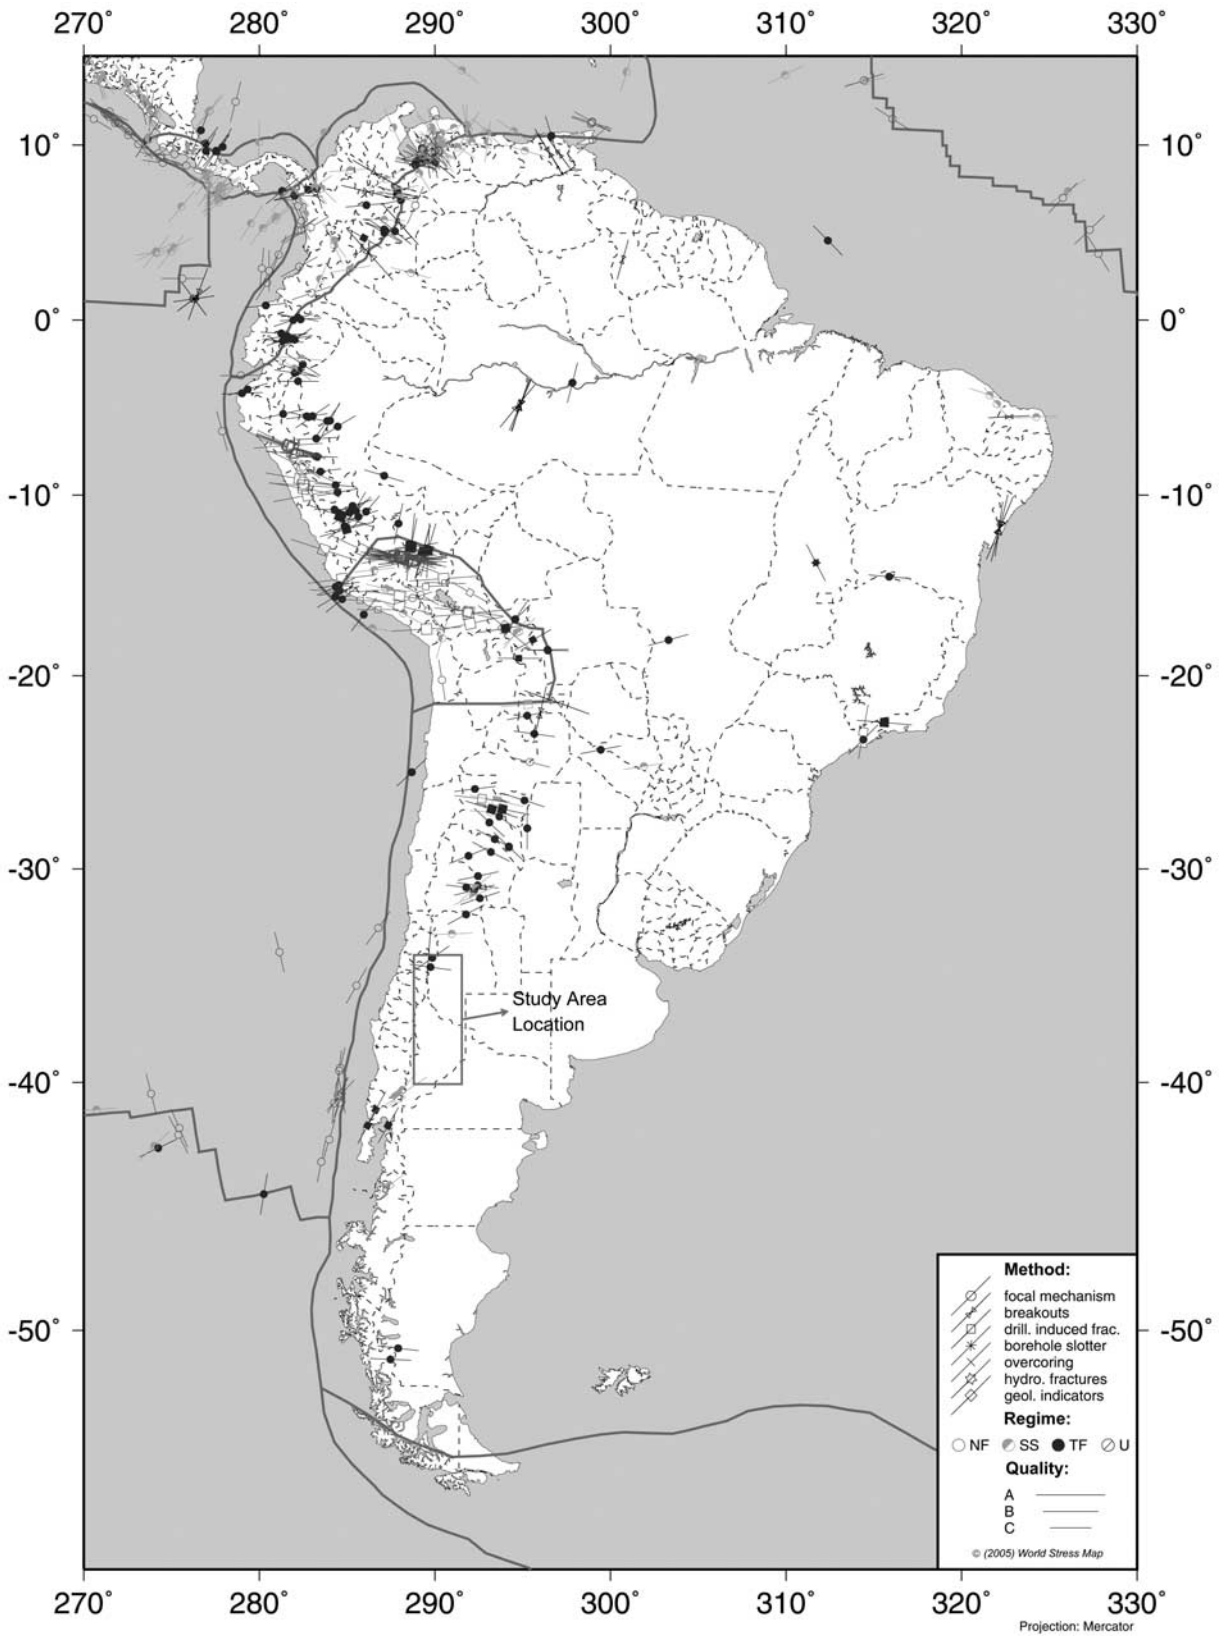 270° 280° 290° 300° 310° 320° 330°
10° 10°
0° 0°
-10° -10°
-20° -20°
-30° -30°
Study Area
Location
-40° -40°
-50° -50°
Method:
focal mechanism
breakouts
drill. induced frac.
borehole slotter
overcoring
hydro. fractures
geol. indicators
Regime:
NF SS TF U
Quality:
A
B
C
© (2005) World Stress Map
270° 280° 290° 300° 310° 320° 330°
Projection: Mercator